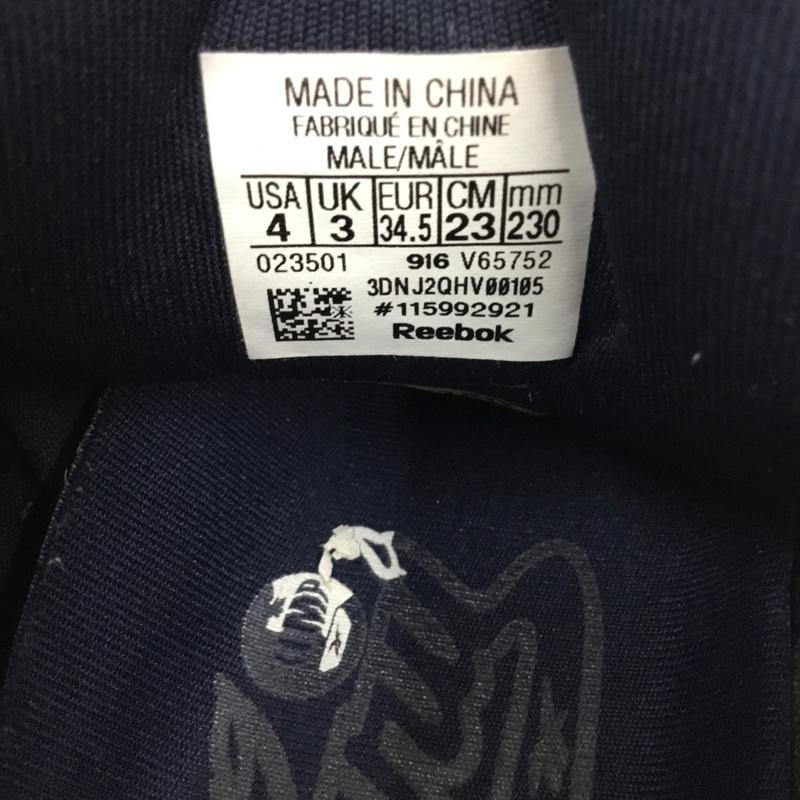 MADE IN CHINA
FABRIQUÉ EN CHINE
MALE/MÂLE
USA UK EUR CM mm
4 3 34.5 23 230
023501 916 V65752
3DNJ2QHV00105
#115992921
Reebok